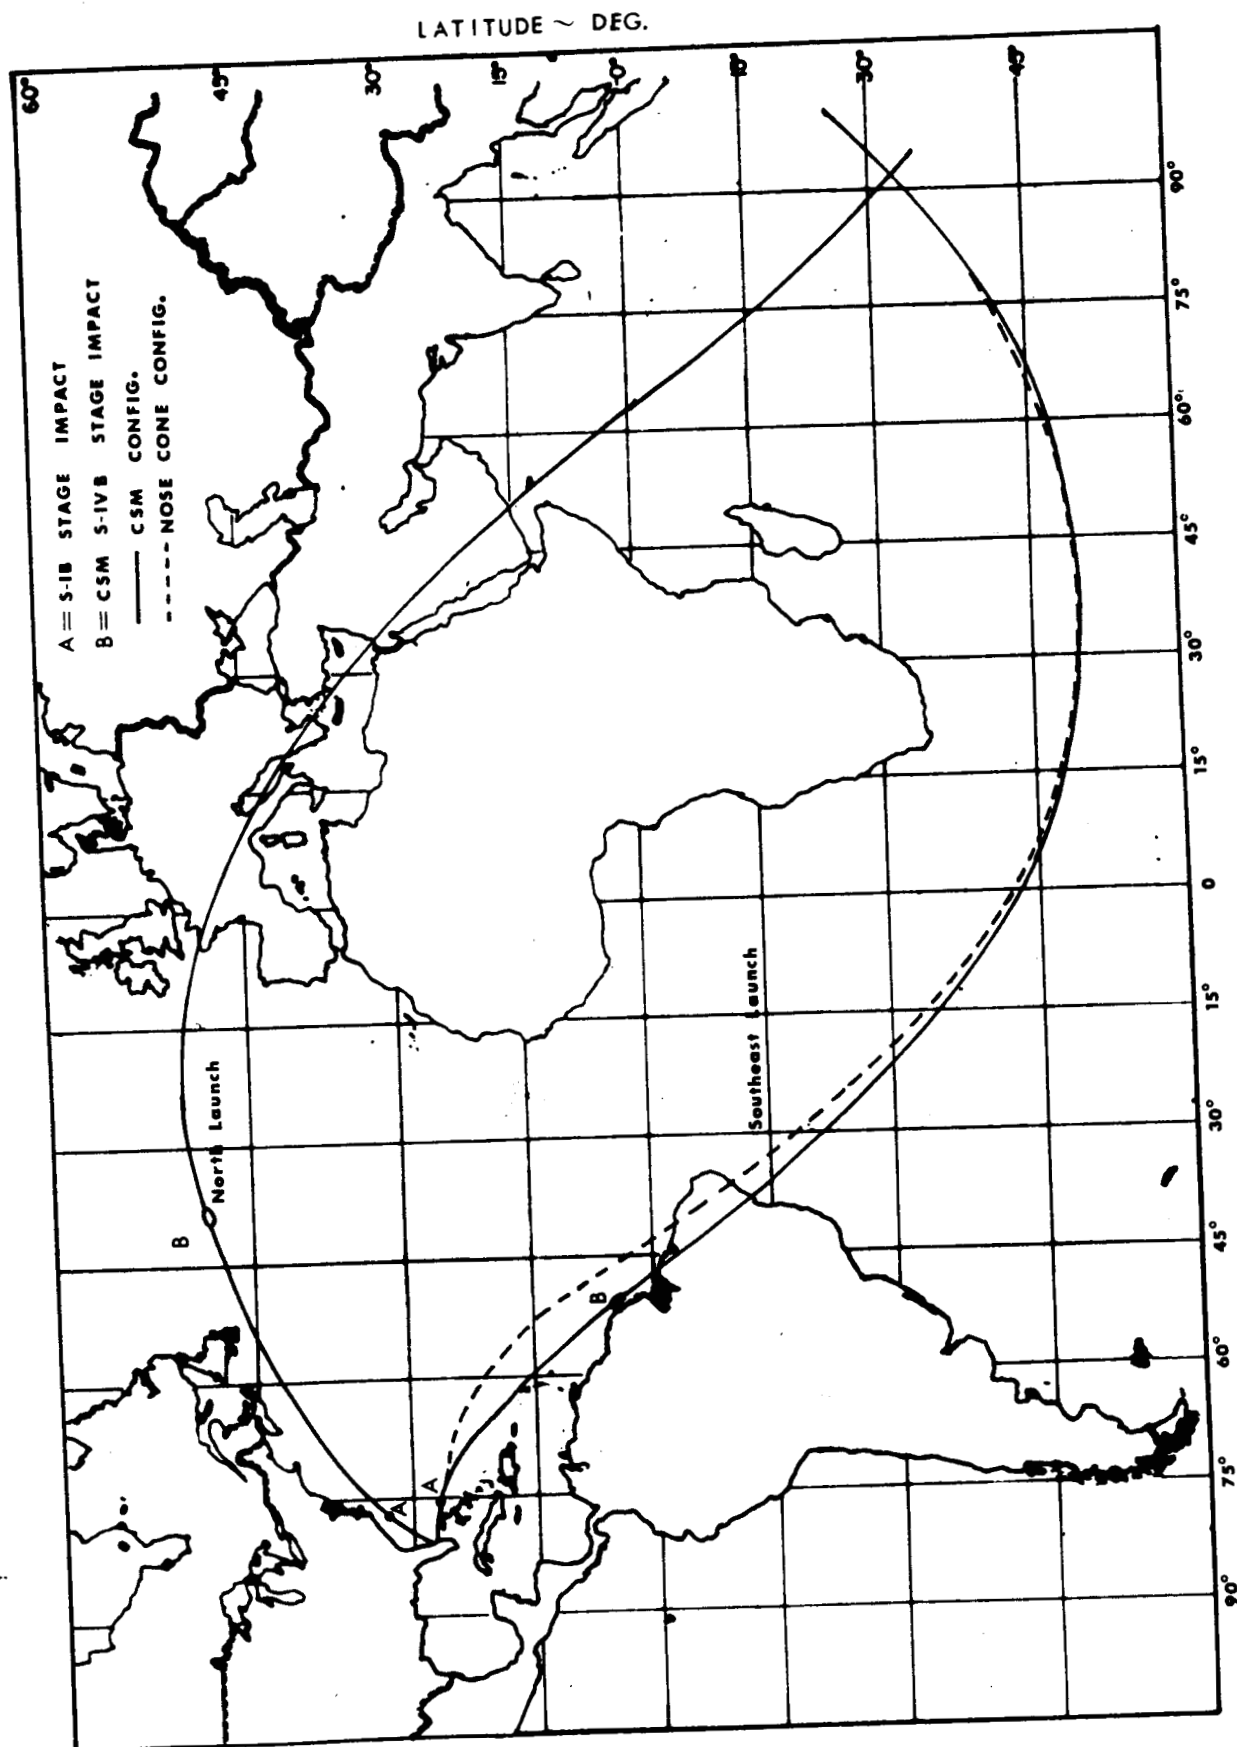 LATITUDE ~ DEG.
60°
45°
30°
15°
0°
15°
30°
45°
A = S-IB STAGE IMPACT
B = CSM S-IVB STAGE IMPACT
—— CSM CONFIG.
---- NOSE CONE CONFIG.
North Launch
B
A
A
B
Southeast Launch
90°
75°
60°
45°
30°
15°
0
15°
30°
45°
60°
75°
90°